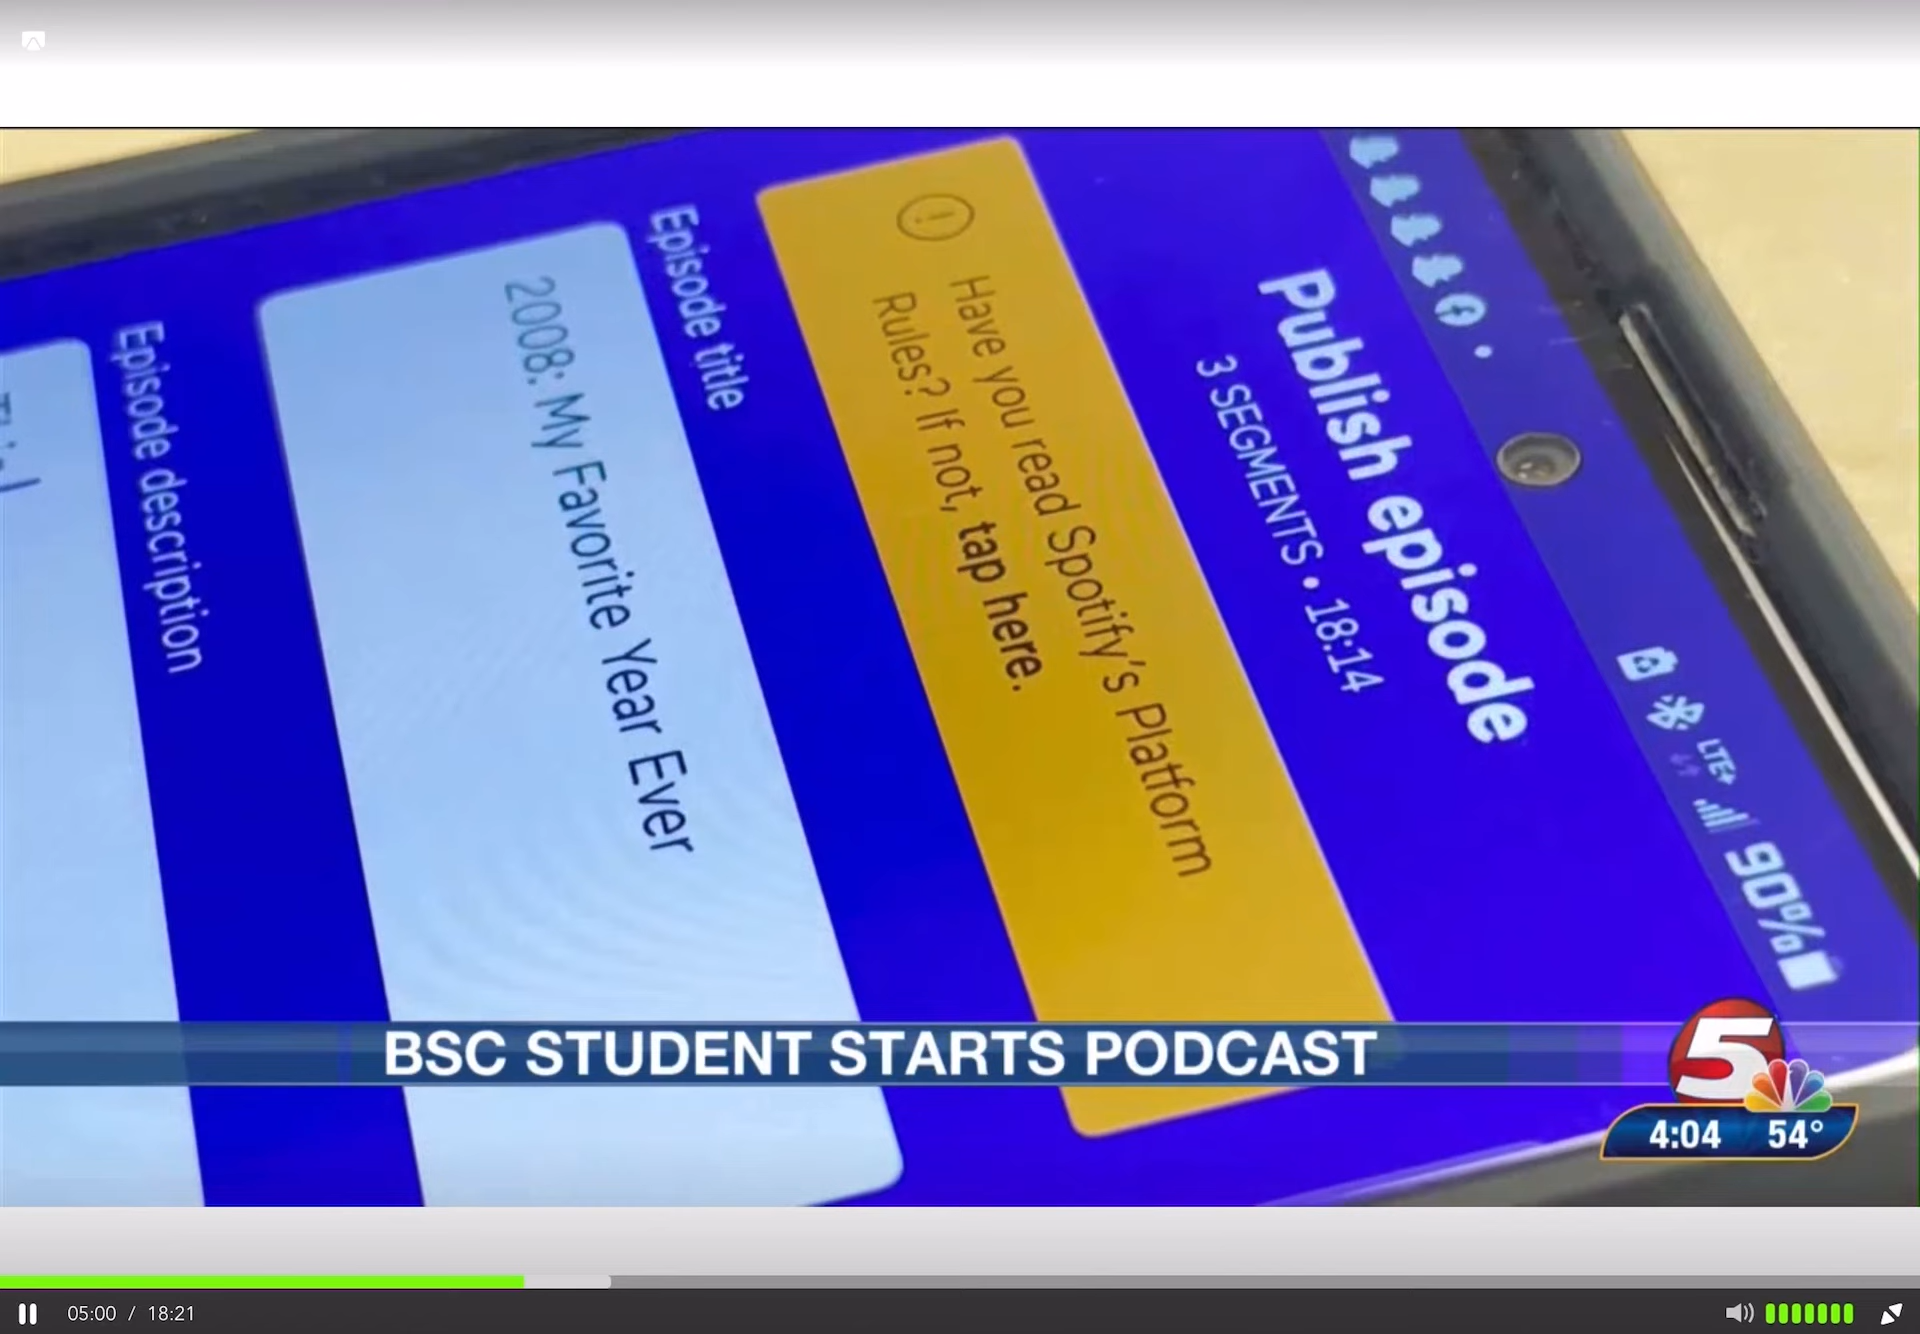 90%
LTE+
Publish episode
3 SEGMENTS • 18:14
Have you read Spotify's Platform
Rules? If not, tap here.
Episode title
2008: My Favorite Year Ever
Episode description
BSC STUDENT STARTS PODCAST
5
4:04 54°
05:00 / 18:21